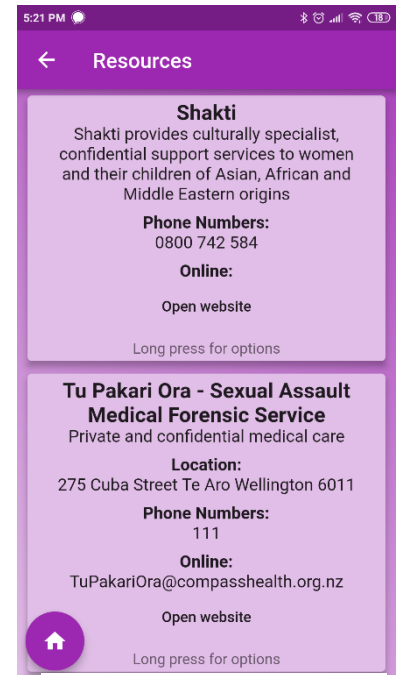 5:21 PM
18
Resources
Shakti
Shakti provides culturally specialist,
confidential support services to women
and their children of Asian, African and
Middle Eastern origins
Phone Numbers:
0800 742 584
Online:
Open website
Long press for options
Tu Pakari Ora - Sexual Assault
Medical Forensic Service
Private and confidential medical care
Location:
275 Cuba Street Te Aro Wellington 6011
Phone Numbers:
111
Online:
TuPakariOra@compasshealth.org.nz
Open website
Long press for options